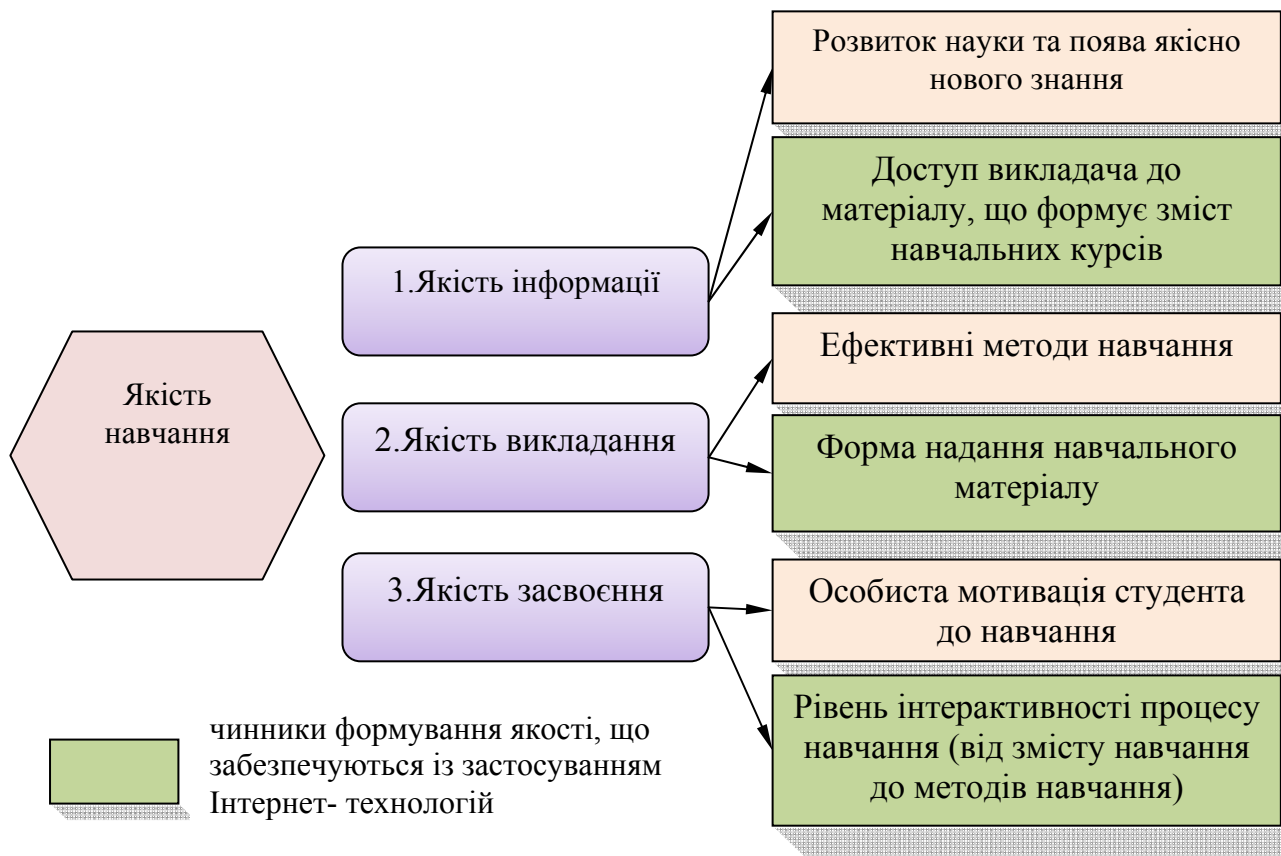 Розвиток науки та поява якісно
нового знання
Доступ викладача до
матеріалу, що формує зміст
навчальних курсів
1.Якість інформації
Ефективні методи навчання
Якість
навчання
2.Якість викладання
Форма надання навчального
матеріалу
3.Якість засвоєння
Особиста мотивація студента
до навчання
Рівень інтерактивності процесу
навчання (від змісту навчання
до методів навчання)
чинники формування якості, що
забезпечуються із застосуванням
Інтернет- технологій